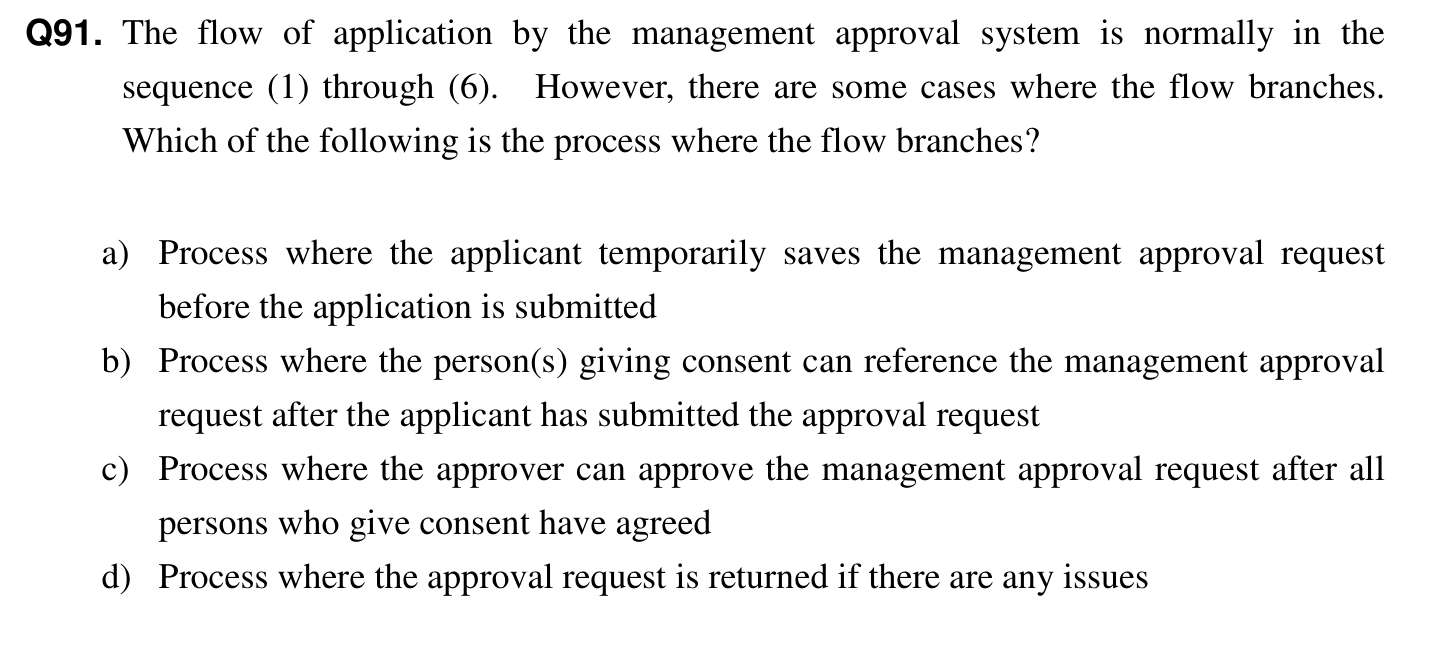 Q91. The flow of application by the management approval system is normally in the
sequence (1) through (6). However, there are some cases where the flow branches.
Which of the following is the process where the flow branches?
a) Process where the applicant temporarily saves the management approval request
before the application is submitted
b) Process where the person(s) giving consent can reference the management approval
request after the applicant has submitted the approval request
c) Process where the approver can approve the management approval request after all
persons who give consent have agreed
d) Process where the approval request is returned if there are any issues